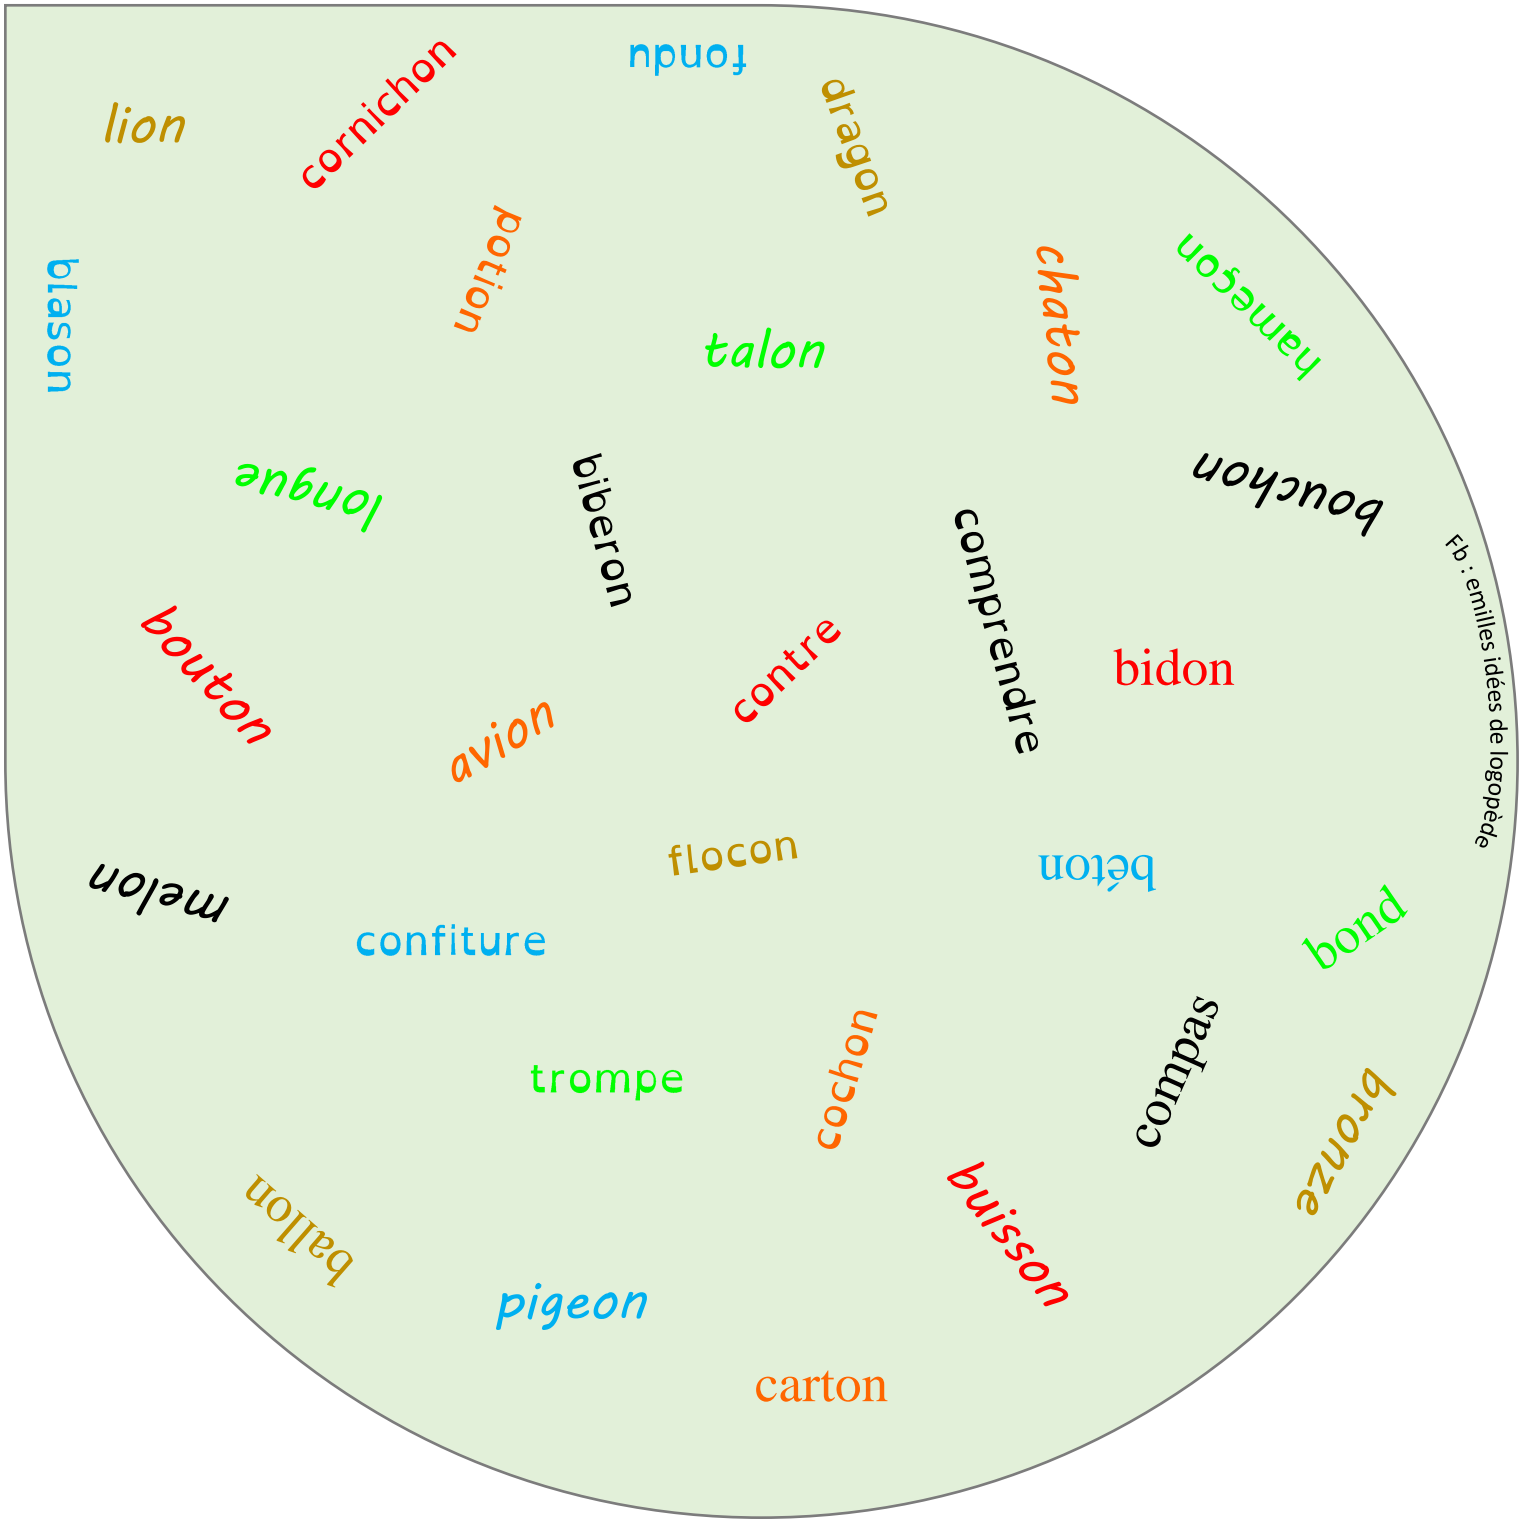 fondu
cornichon
lion
dragon
potion
hameçon
chaton
blason
talon
longue
bouchon
biberon
comprendre
Fb : emilles idées de logopède
bouton
contre
bidon
avion
flocon
béton
melon
confiture
bond
trompe
cochon
compas
bronze
ballon
buisson
pigeon
carton